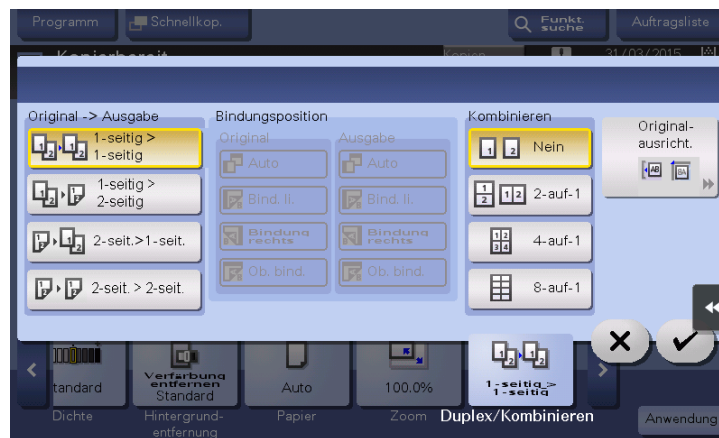 Programm
Schnellkop.
Funkt.
suche
Auftragsliste
Kopierbereit
Kopien
31/03/2015
Original -> Ausgabe
1-seitig >
1-seitig
1-seitig >
2-seitig
2-seit.>1-seit.
2-seit. > 2-seit.
Bindungsposition
Original
Ausgabe
Auto
Auto
Bind. li.
Bind. li.
Bindung
rechts
Bindung
rechts
Ob. bind.
Ob. bind.
Kombinieren
Nein
2-auf-1
4-auf-1
8-auf-1
Original-
ausricht.
tandard
Dichte
Verfärbung
entfernen
Standard
Hintergrund-
entfernung
Auto
Papier
100.0%
Zoom
1-seitig >
1-seitig
Duplex/Kombinieren
Anwendung